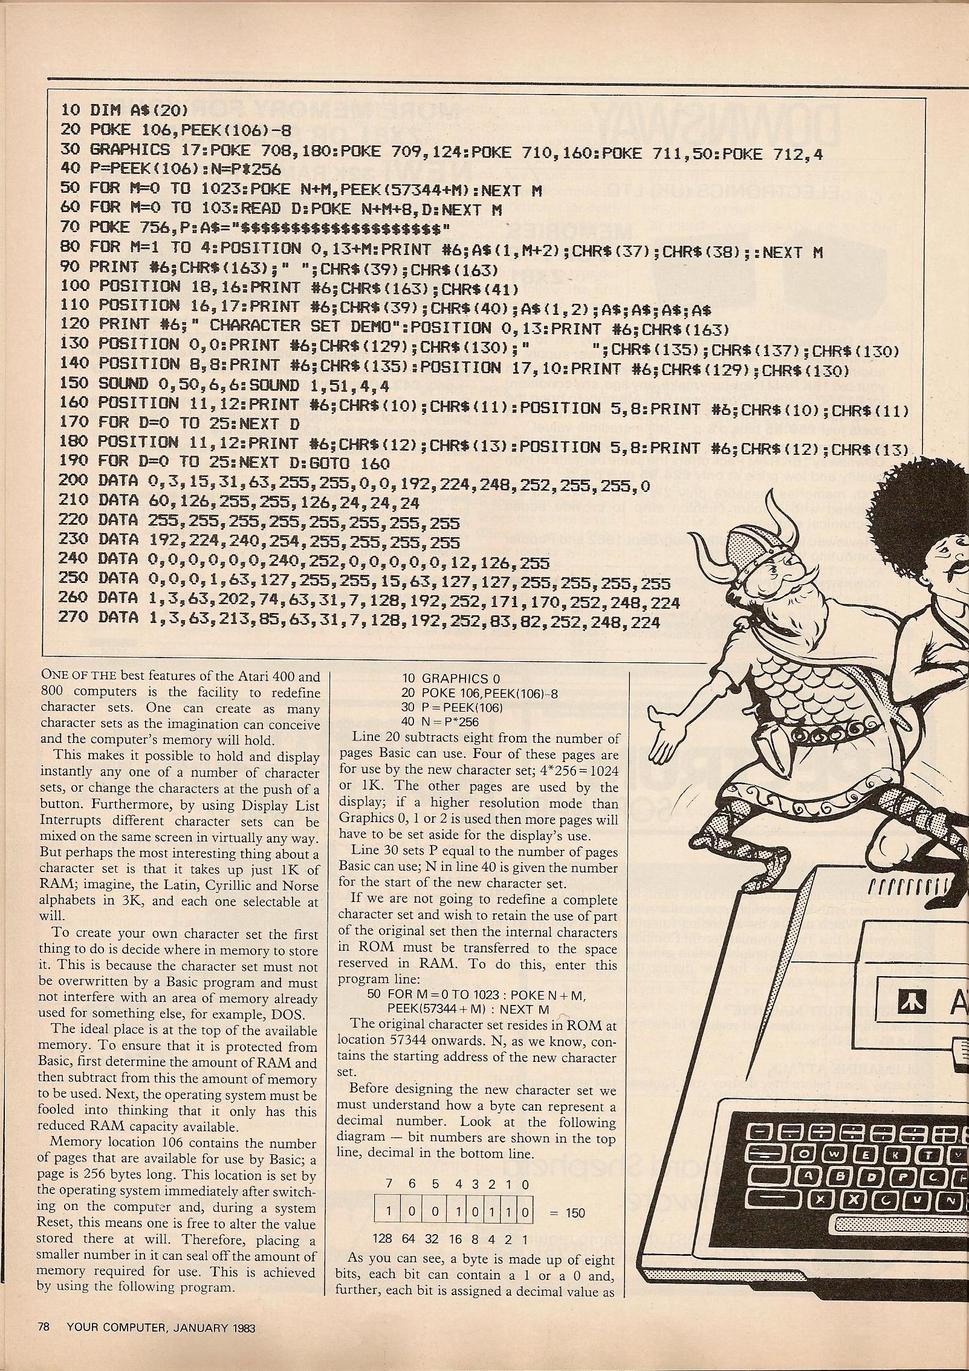 10 DIM A$(20)
20 POKE 106,PEEK(106)-8
30 GRAPHICS 17:POKE 708,180:POKE 709,124:POKE 710,160:POKE 711,50:POKE 712,4
40 P=PEEK(106):N=P*256
50 FOR M=0 TO 1023:POKE N+M,PEEK(57344+M):NEXT M
60 FOR M=0 TO 103:READ D:POKE N+M+8,D:NEXT M
70 POKE 756,P:A$="$$$$$$$$$$$$$$$$$$$$"
80 FOR M=1 TO 4:POSITION 0,13+M:PRINT #6;A$(1,M+2);CHR$(37);CHR$(38);:NEXT M
90 PRINT #6;CHR$(163);" ";CHR$(39);CHR$(163)
100 POSITION 18,16:PRINT #6;CHR$(163);CHR$(41)
110 POSITION 16,17:PRINT #6;CHR$(39);CHR$(40);A$(1,2);A$;A$;A$;A$
120 PRINT #6;" CHARACTER SET DEMO":POSITION 0,13:PRINT #6;CHR$(163)
130 POSITION 0,0:PRINT #6;CHR$(129);CHR$(130);"       ";CHR$(135);CHR$(137);CHR$(130)
140 POSITION 8,8:PRINT #6;CHR$(135):POSITION 17,10:PRINT #6;CHR$(129);CHR$(130)
150 SOUND 0,50,6,6:SOUND 1,51,4,4
160 POSITION 11,12:PRINT #6;CHR$(10);CHR$(11):POSITION 5,8:PRINT #6;CHR$(10);CHR$(11)
170 FOR D=0 TO 25:NEXT D
180 POSITION 11,12:PRINT #6;CHR$(12);CHR$(13):POSITION 5,8:PRINT #6;CHR$(12);CHR$(13)
190 FOR D=0 TO 25:NEXT D:GOTO 160
200 DATA 0,3,15,31,63,255,255,0,0,192,224,248,252,255,255,0
210 DATA 60,126,255,255,126,24,24,24
220 DATA 255,255,255,255,255,255,255,255
230 DATA 192,224,240,254,255,255,255,255
240 DATA 0,0,0,0,0,0,240,252,0,0,0,0,0,12,126,255
250 DATA 0,0,0,1,63,127,255,255,15,63,127,127,255,255,255,255
260 DATA 1,3,63,202,74,63,31,7,128,192,252,171,170,252,248,224
270 DATA 1,3,63,213,85,63,31,7,128,192,252,83,82,252,248,224
ONE OF THE best features of the Atari 400 and
800 computers is the facility to redefine
character sets. One can create as many
character sets as the imagination can conceive
and the computer's memory will hold.
This makes it possible to hold and display
instantly any one of a number of character
sets, or change the characters at the push of a
button. Furthermore, by using Display List
Interrupts different character sets can be
mixed on the same screen in virtually any way.
But perhaps the most interesting thing about a
character set is that it takes up just 1K of
RAM; imagine, the Latin, Cyrillic and Norse
alphabets in 3K, and each one selectable at
will.
To create your own character set the first
thing to do is decide where in memory to store
it. This is because the character set must not
be overwritten by a Basic program and must
not interfere with an area of memory already
used for something else, for example, DOS.
The ideal place is at the top of the available
memory. To ensure that it is protected from
Basic, first determine the amount of RAM and
then subtract from this the amount of memory
to be used. Next, the operating system must be
fooled into thinking that it only has this
reduced RAM capacity available.
Memory location 106 contains the number
of pages that are available for use by Basic; a
page is 256 bytes long. This location is set by
the operating system immediately after switch-
ing on the computer and, during a system
Reset, this means one is free to alter the value
stored there at will. Therefore, placing a
smaller number in it can seal off the amount of
memory required for use. This is achieved
by using the following program.
10 GRAPHICS 0
20 POKE 106,PEEK(106)-8
30 P=PEEK(106)
40 N=P*256
Line 20 subtracts eight from the number of
pages Basic can use. Four of these pages are
for use by the new character set; 4*256=1024
or 1K. The other pages are used by the
display; if a higher resolution mode than
Graphics 0, 1 or 2 is used then more pages will
have to be set aside for the display's use.
Line 30 sets P equal to the number of pages
Basic can use; N in line 40 is given the number
for the start of the new character set.
If we are not going to redefine a complete
character set and wish to retain the use of part
of the original set then the internal characters
in ROM must be transferred to the space
reserved in RAM. To do this, enter this
program line:
50 FOR M=0 TO 1023 : POKE N+M,
PEEK(57344+M) : NEXT M
The original character set resides in ROM at
location 57344 onwards. N, as we know, con-
tains the starting address of the new character
set.
Before designing the new character set we
must understand how a byte can represent a
decimal number. Look at the following
diagram — bit numbers are shown in the top
line, decimal in the bottom line.
7 6 5 4 3 2 1 0
1 0 0 1 0 1 1 0 = 150
128 64 32 16 8 4 2 1
As you can see, a byte is made up of eight
bits, each bit can contain a 1 or a 0 and,
further, each bit is assigned a decimal value as
A
Q W E K T
A B D P C
X X C U N
78 YOUR COMPUTER, JANUARY 1983